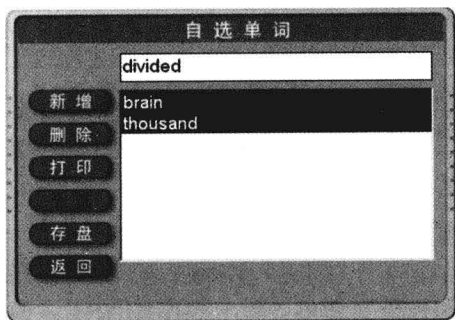 自选单词
divided
新增
brain
删除
thousand
打印
存盘
返回